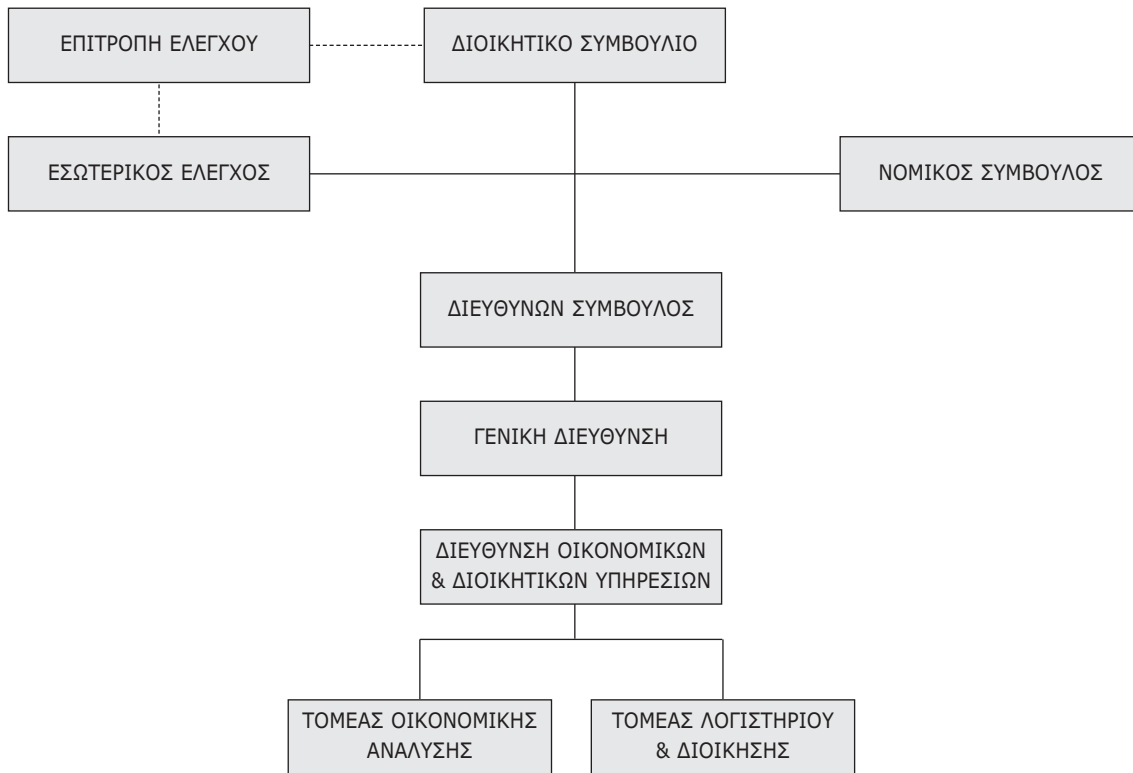 ΕΠΙΤΡΟΠΗ ΕΛΕΓΧΟΥ
ΔΙΟΙΚΗΤΙΚΟ ΣΥΜΒΟΥΛΙΟ
ΕΣΩΤΕΡΙΚΟΣ ΕΛΕΓΧΟΣ
ΝΟΜΙΚΟΣ ΣΥΜΒΟΥΛΟΣ
ΔΙΕΥΘΥΝΩΝ ΣΥΜΒΟΥΛΟΣ
ΓΕΝΙΚΗ ΔΙΕΥΘΥΝΣΗ
ΔΙΕΥΘΥΝΣΗ ΟΙΚΟΝΟΜΙΚΩΝ
& ΔΙΟΙΚΗΤΙΚΩΝ ΥΠΗΡΕΣΙΩΝ
ΤΟΜΕΑΣ ΟΙΚΟΝΟΜΙΚΗΣ
ΑΝΑΛΥΣΗΣ
ΤΟΜΕΑΣ ΛΟΓΙΣΤΗΡΙΟΥ
& ΔΙΟΙΚΗΣΗΣ